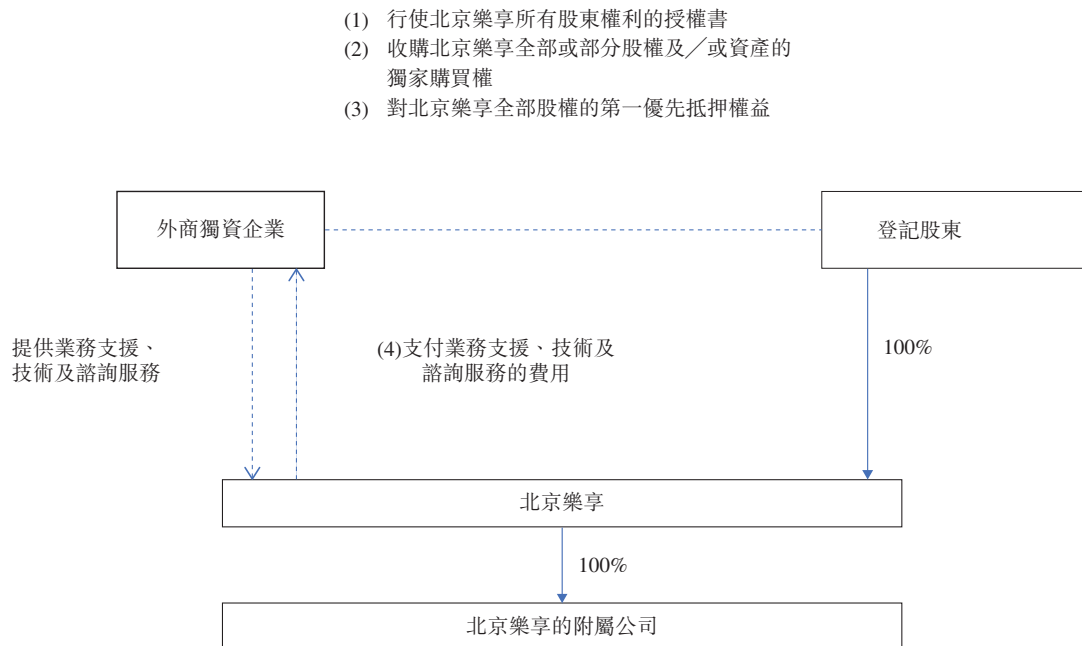 (1) 行使北京樂享所有股東權利的授權書
(2) 收購北京樂享全部或部分股權及／或資產的
獨家購買權
(3) 對北京樂享全部股權的第一優先抵押權益
外商獨資企業
登記股東
提供業務支援、
技術及諮詢服務
(4)支付業務支援、技術及
諮詢服務的費用
100%
北京樂享
100%
北京樂享的附屬公司